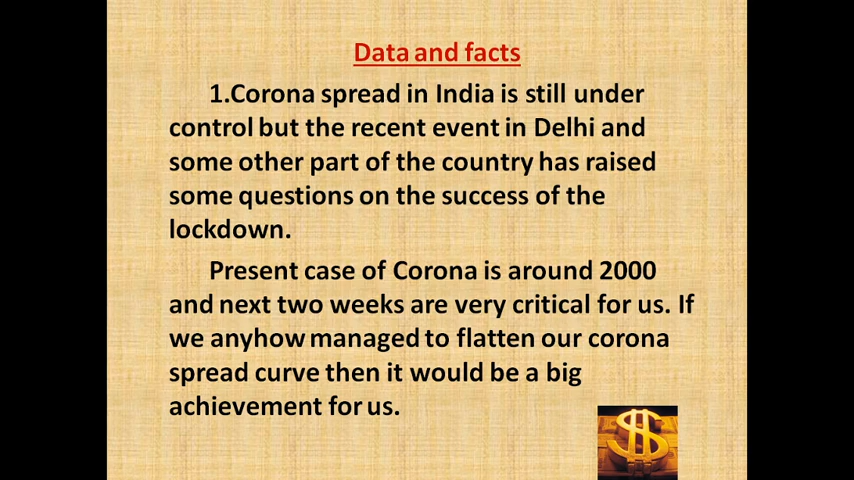 Data and facts
1.Corona spread in India is still under
control but the recent event in Delhi and
some other part of the country has raised
some questions on the success of the
lockdown.
Present case of Corona is around 2000
and next two weeks are very critical for us. If
we anyhow managed to flatten our corona
spread curve then it would be a big
achievement for us.